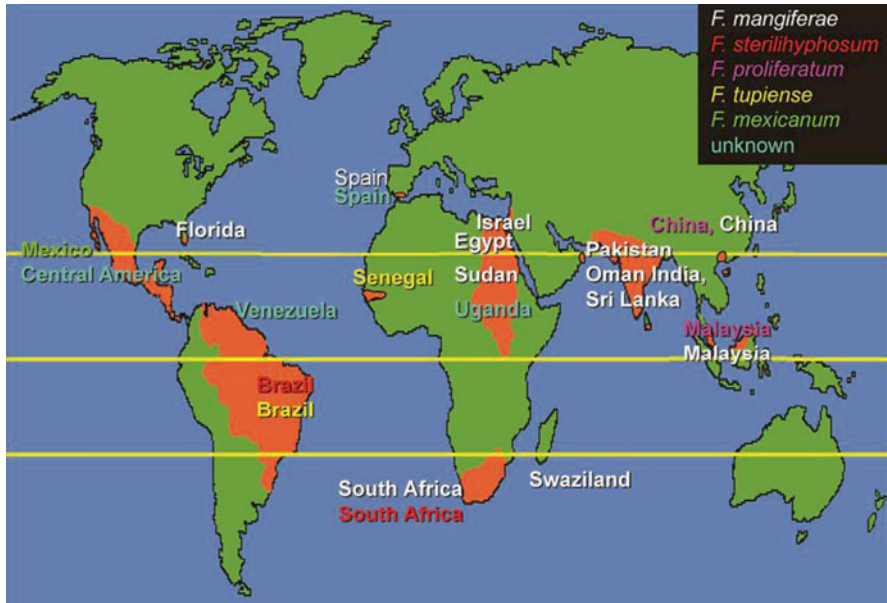 F. mangiferae
F. sterilihyphosum
F. proliferatum
F. tupiense
F. mexicanum
unknown
Spain
Spain
Florida
Israel
Egypt
China, China
Mexico
Central America
Senegal
Sudan
Pakistan
Oman India,
Sri Lanka
Venezuela
Uganda
Malaysia
Malaysia
Brazil
Brazil
South Africa
South Africa
Swaziland